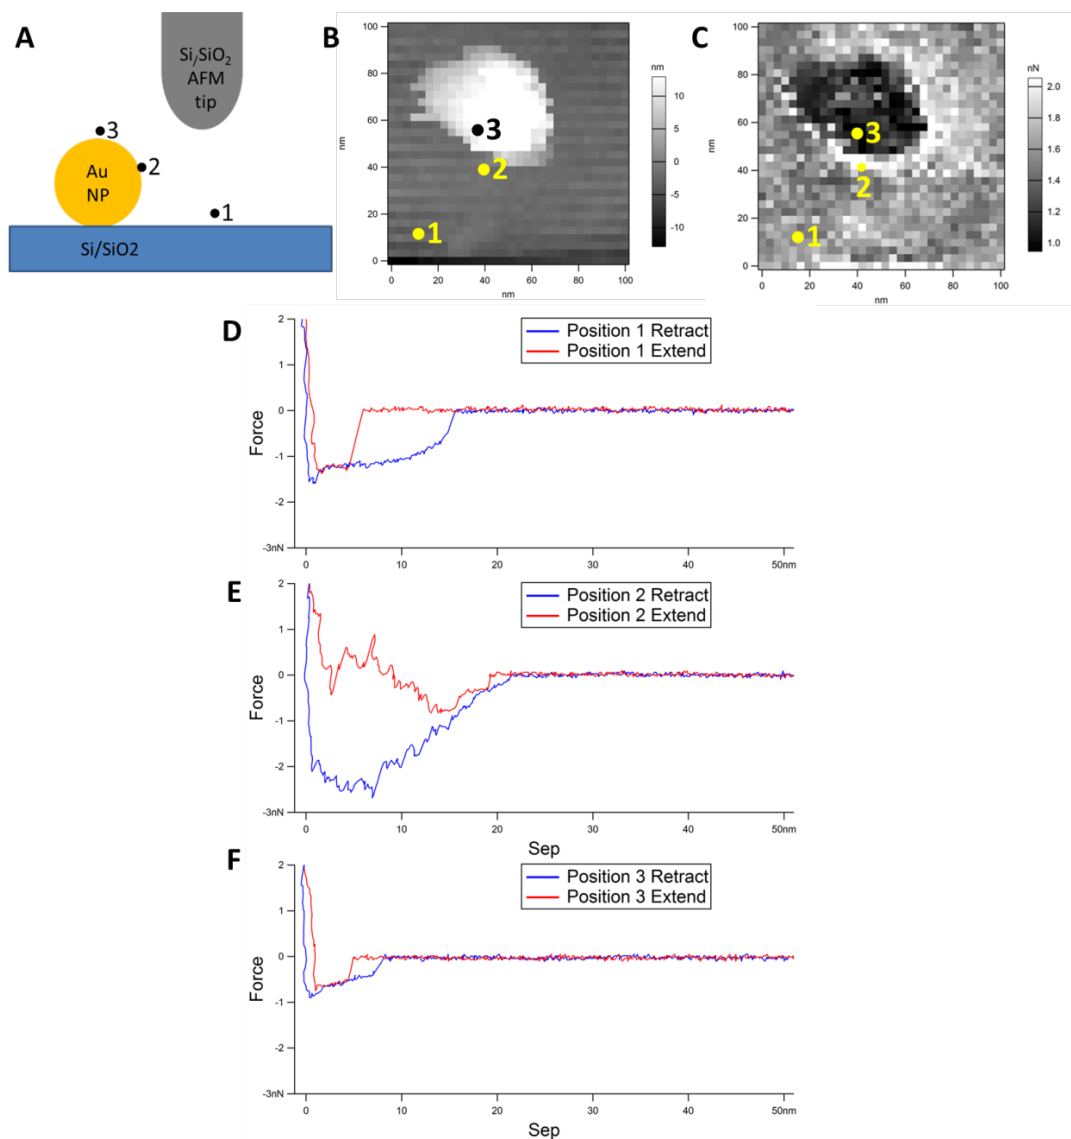 A
Si/SiO2
AFM
tip
3
2
Au
NP
1
Si/SiO2
B
100
80
60
40
20
0
nm
0
20
40
60
80
100
nm
nm
10
5
0
-5
-10
3
2
1
C
100
80
60
40
20
0
nm
0
20
40
60
80
100
nm
nN
2.0
1.8
1.6
1.4
1.2
1.0
3
2
1
D
2
1
0
-1
-2
-3nN
Force
Position 1 Retract
Position 1 Extend
0
10
20
30
40
50nm
E
2
1
0
-1
-2
-3nN
Force
Position 2 Retract
Position 2 Extend
0
10
20
30
40
50nm
Sep
F
2
1
0
-1
-2
-3nN
Force
Position 3 Retract
Position 3 Extend
0
10
20
30
40
50nm
Sep